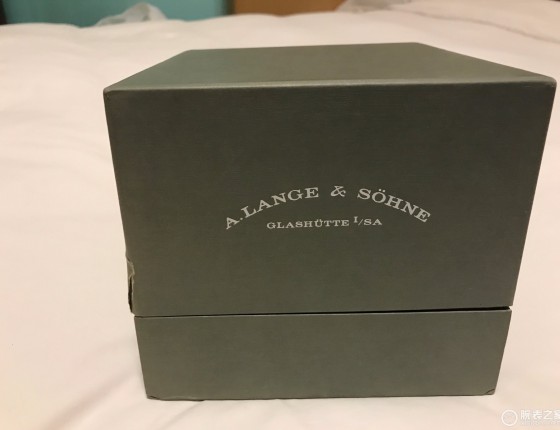 A. LANGE & SÖHNE
GLASHÜTTE I/SA